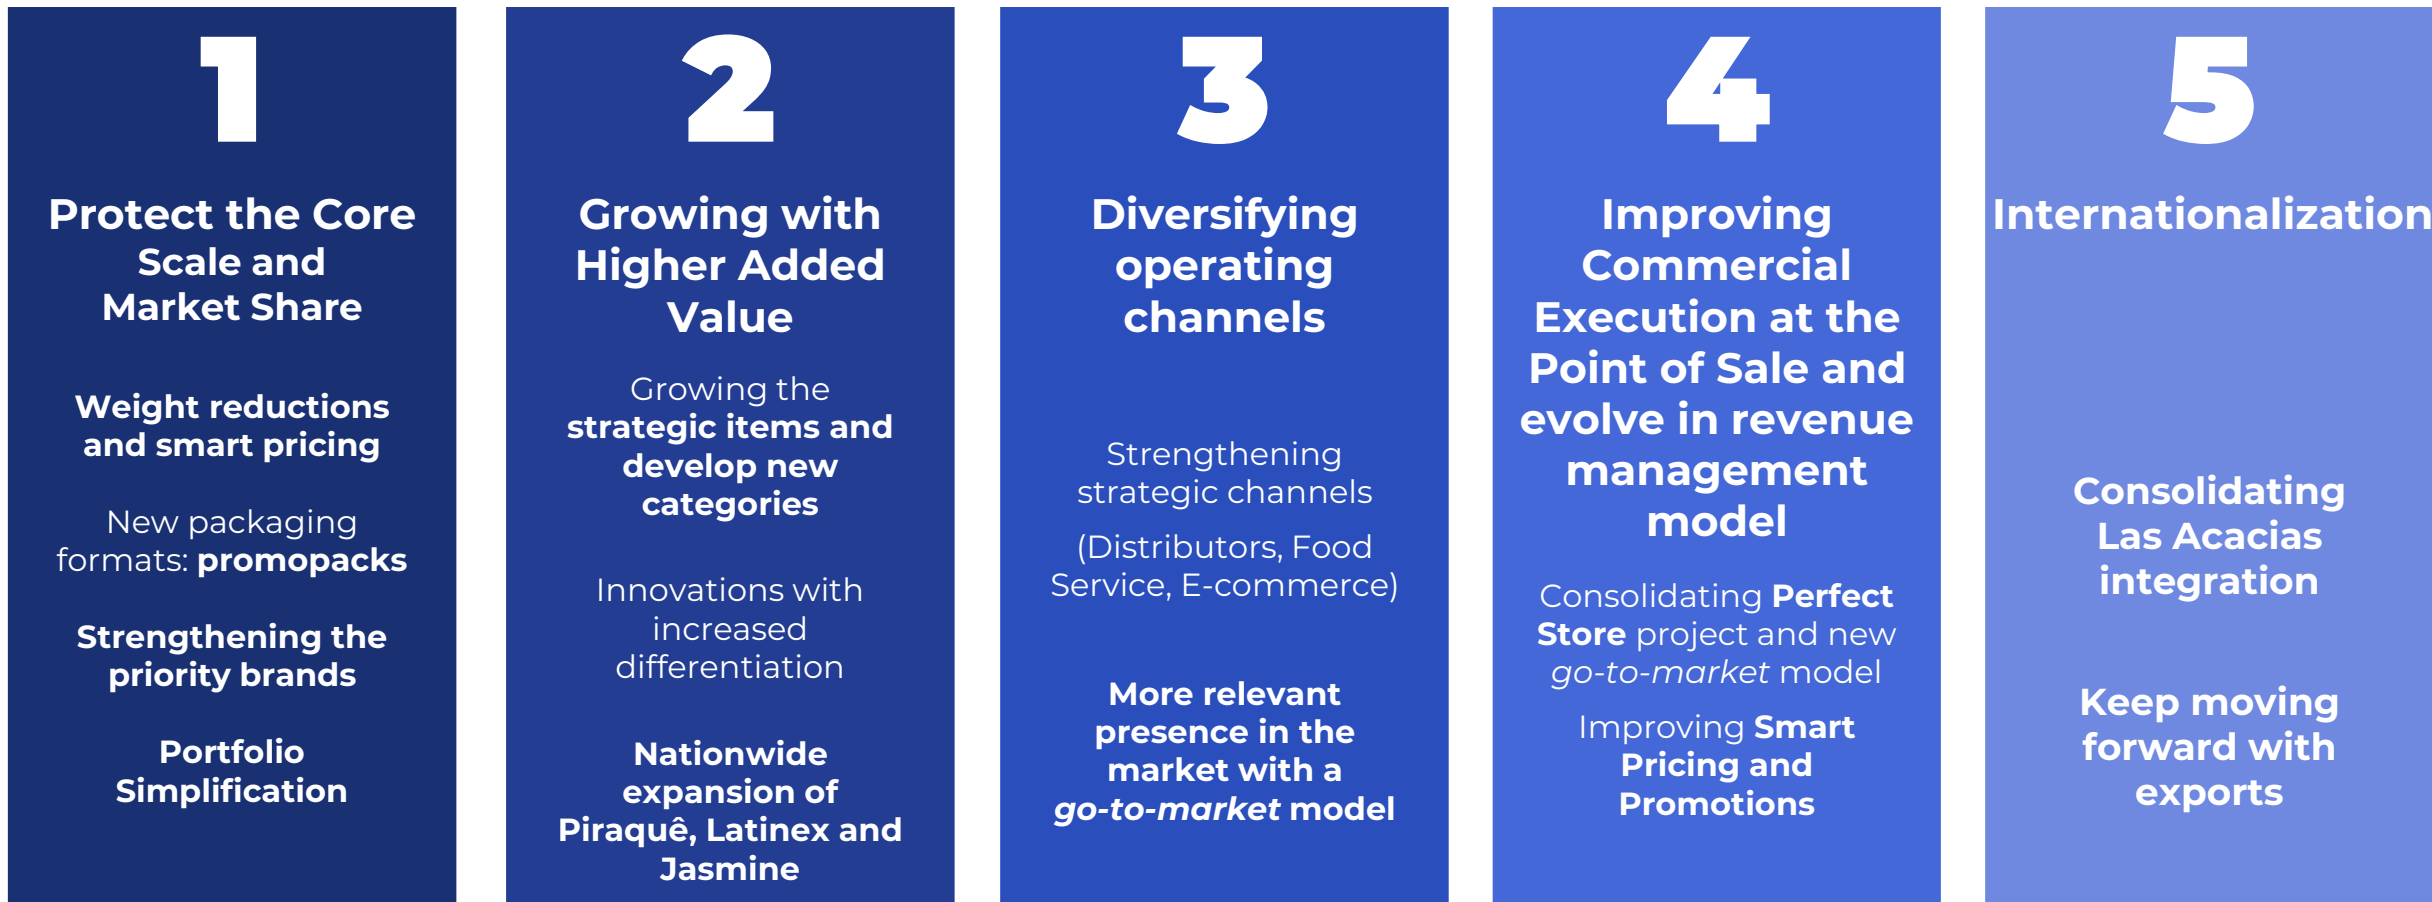 1
Protect the Core
Scale and
Market Share
Weight reductions
and smart pricing
New packaging
formats: promopacks
Strengthening the
priority brands
Portfolio
Simplification
2
Growing with
Higher Added
Value
Growing the
strategic items and
develop new
categories
Innovations with
increased
differentiation
Nationwide
expansion of
Piraquê, Latinex and
Jasmine
3
Diversifying
operating
channels
Strengthening
strategic channels
(Distributors, Food
Service, E-commerce)
More relevant
presence in the
market with a
go-to-market model
4
Improving
Commercial
Execution at the
Point of Sale and
evolve in revenue
management
model
Consolidating Perfect
Store project and new
go-to-market model
Improving Smart
Pricing and
Promotions
5
Internationalization
Consolidating
Las Acacias
integration
Keep moving
forward with
exports